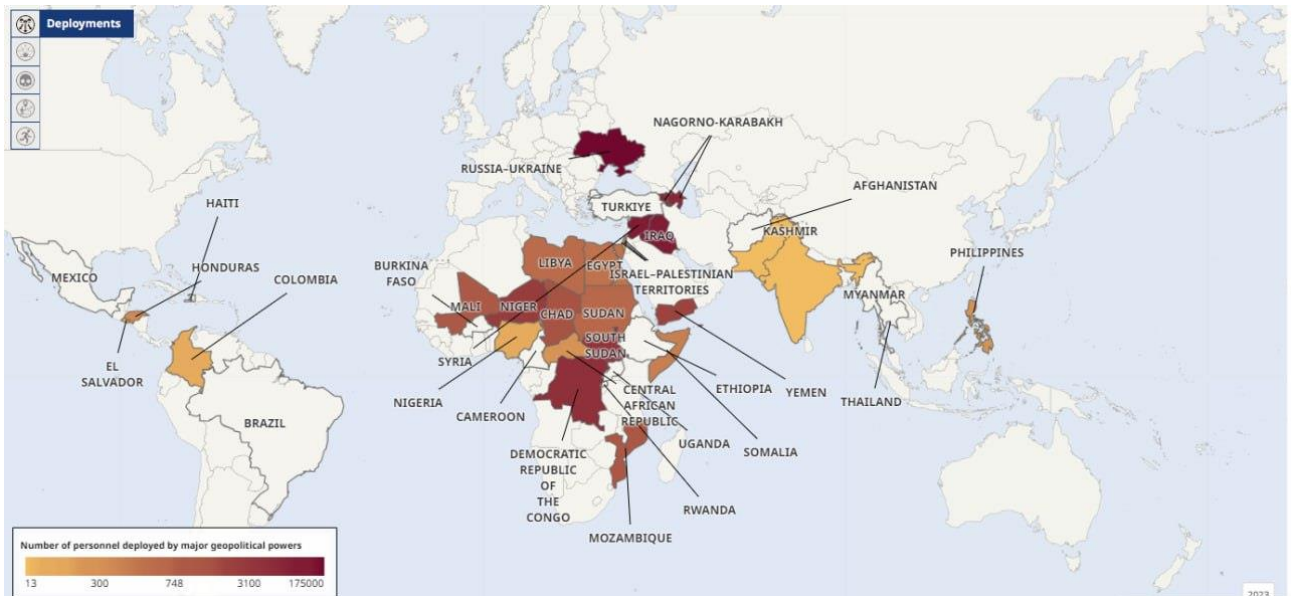 Deployments
NAGORNO-KARABAKH
RUSSIA–UKRAINE
AFGHANISTAN
HAITI
TURKIYE
KASHMIR
IRAQ
PHILIPPINES
HONDURAS
COLOMBIA
BURKINA
FASO
LIBYA
EGYPT
ISRAEL–PALESTINIAN
TERRITORIES
MEXICO
MALI
NIGER
CHAD
SUDAN
MYANMAR
SOUTH
SUDAN
EL
SALVADOR
SYRIA
NIGERIA
CAMEROON
CENTRAL
AFRICAN
REPUBLIC
ETHIOPIA
YEMEN
THAILAND
BRAZIL
UGANDA
SOMALIA
DEMOCRATIC
REPUBLIC
OF
THE
CONGO
RWANDA
MOZAMBIQUE
Number of personnel deployed by major geopolitical powers
13 300 748 3100 175000
2023